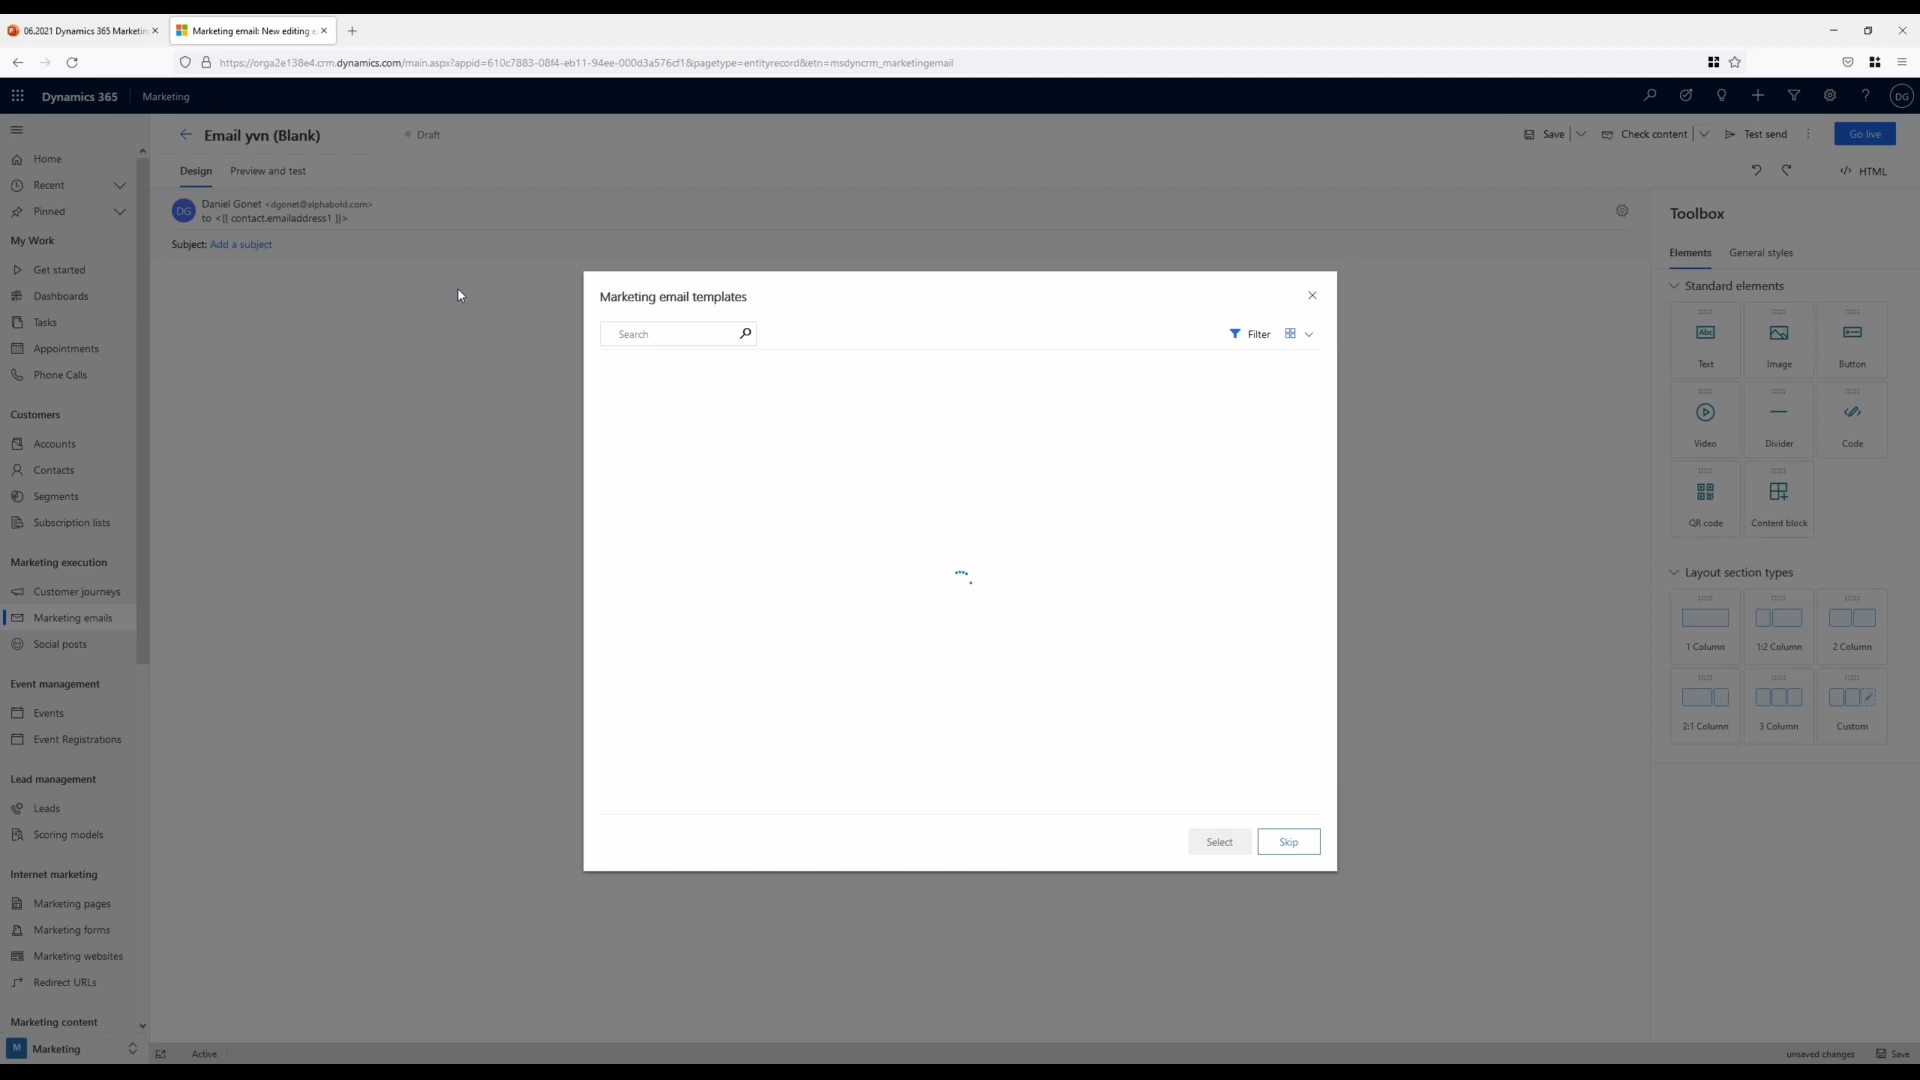 06.2021 Dynamics 365 Marketin
Marketing email: New editing e
https://orga2e138e4.crm.dynamics.com/main.aspx?appid=610c7883-08f4-eb11-94ee-000d3a576cf1&pagetype=entityrecord&etn=msdyncrm_marketingemail
Dynamics 365
Marketing
DG
Email yvn (Blank)
Draft
Save
Check content
Test send
Go live
Design
Preview and test
</> HTML
DG
Daniel Gonet <dgonet@alphabold.com>
to <{{ contact.emailaddress1 }}>
Subject: Add a subject
Home
Recent
Pinned
My Work
Get started
Dashboards
Tasks
Appointments
Phone Calls
Customers
Accounts
Contacts
Segments
Subscription lists
Marketing execution
Customer journeys
Marketing emails
Social posts
Event management
Events
Event Registrations
Lead management
Leads
Scoring models
Internet marketing
Marketing pages
Marketing forms
Marketing websites
Redirect URLs
Marketing content
M Marketing
Marketing email templates
Search
Filter
Select
Skip
Toolbox
Elements
General styles
Standard elements
Abc
Text
Image
Button
Video
Divider
Code
QR code
Content block
Layout section types
1 Column
1:2 Column
2 Column
2:1 Column
3 Column
Custom
Active
unsaved changes
Save